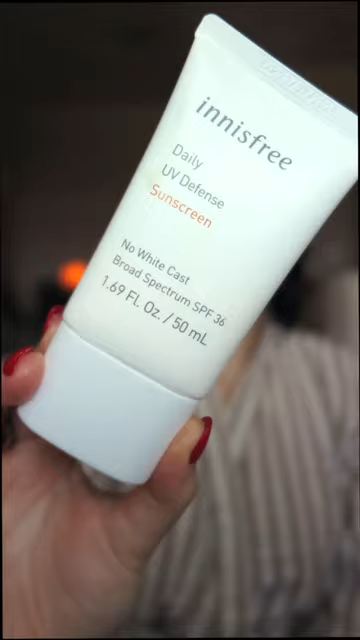 innisfree
Daily
UV Defense
Sunscreen
No White Cast
Broad Spectrum SPF 36
1.69 Fl. Oz. / 50 mL